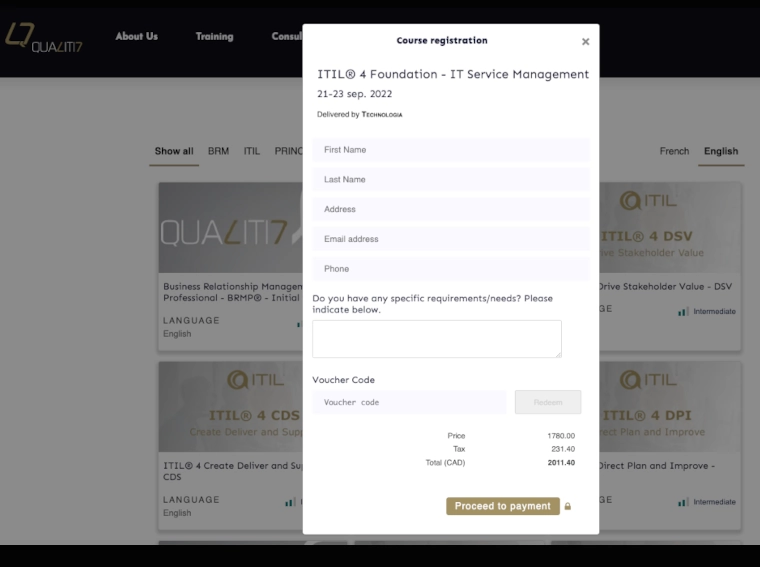 QUALITI7
About Us
Training
Consul
Course registration
×
ITIL® 4 Foundation - IT Service Management
21-23 sep. 2022
Delivered by TECHNOLOGIA
First Name
Last Name
Address
Email address
Phone
Do you have any specific requirements/needs? Please
indicate below.
Voucher Code
Voucher code
Redeem
Price 1780.00
Tax 231.40
Total (CAD) 2011.40
Proceed to payment
Show all BRM ITIL PRINC
French English
QUALITI7
Business Relationship Managem
Professional - BRMP® - Initial
LANGUAGE
English
ITIL
ITIL® 4 DSV
ive Stakeholder Value
Drive Stakeholder Value - DSV
GE
Intermediate
ITIL
ITIL® 4 CDS
Create Deliver and Supp
ITIL® 4 Create Deliver and Su
CDS
LANGUAGE
English
ITIL
ITIL® 4 DPI
rect Plan and Improve
Direct Plan and Improve -
GE
Intermediate